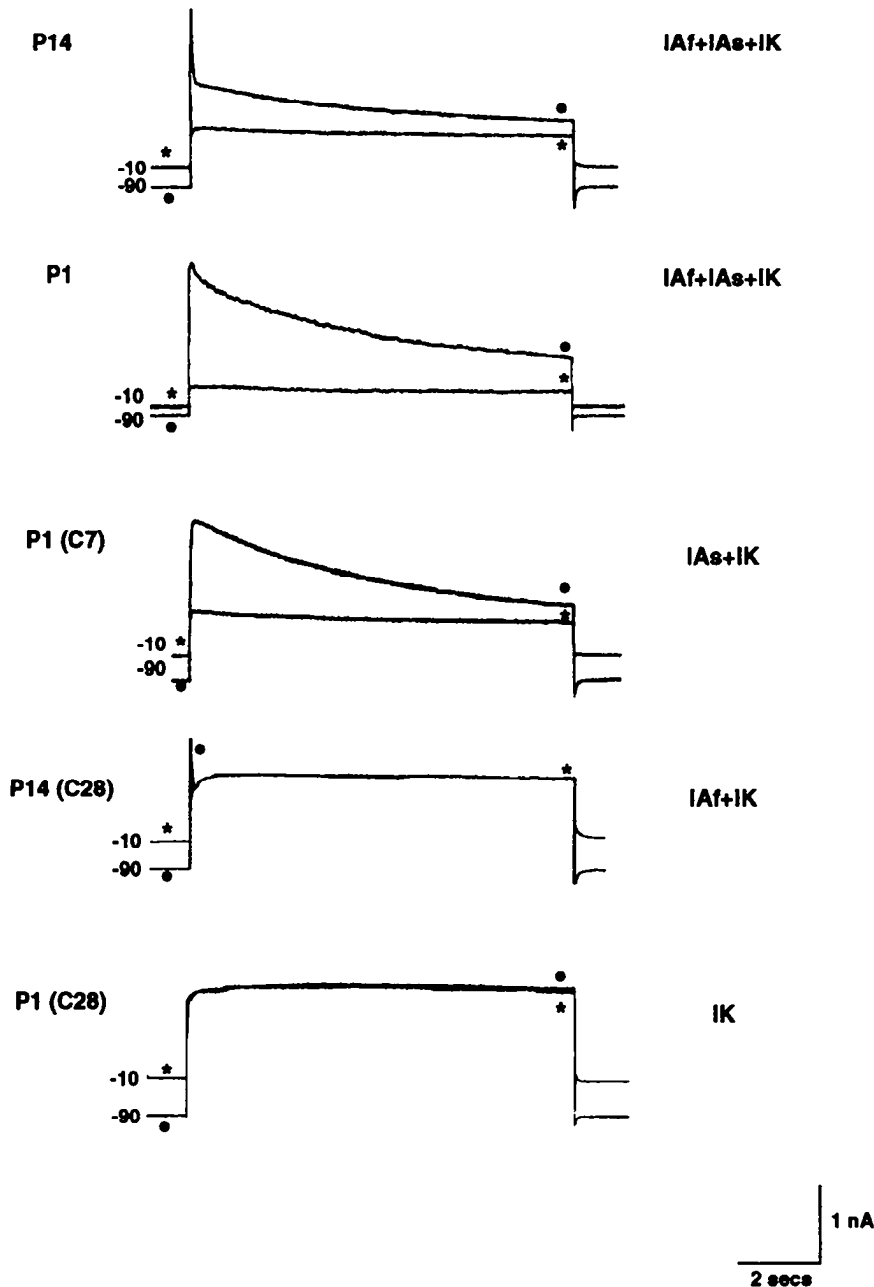 P14
IAf+IAs+IK
*
-10
-90
*
P1
IAf+IAs+IK
*
-10
-90
*
P1 (C7)
IAs+IK
*
-10
-90
*
P14 (C28)
IAf+IK
*
-10
-90
*
P1 (C28)
IK
*
-10
-90
*
1 nA
2 secs